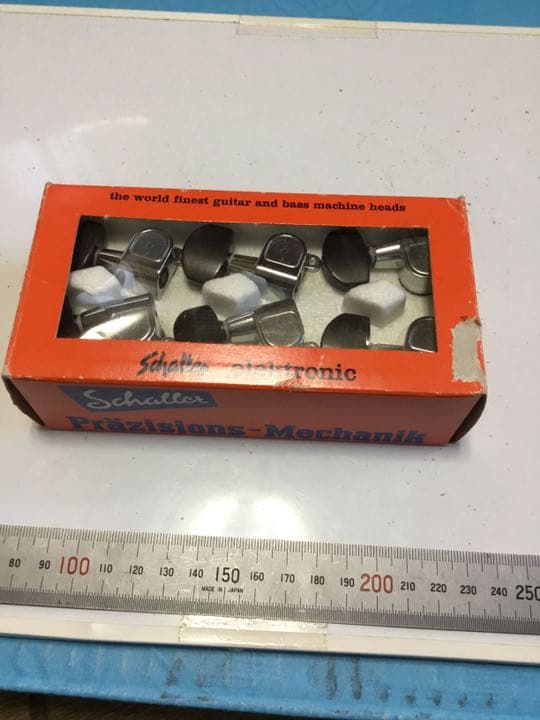 the world finest guitar and bass machine heads
Schaller elektronic
Schaller
Präzisions-Mechanik
80 90 100 110 120 130 140 150 160 170 180 190 200 210 220 230 240 250
MADE IN JAPAN